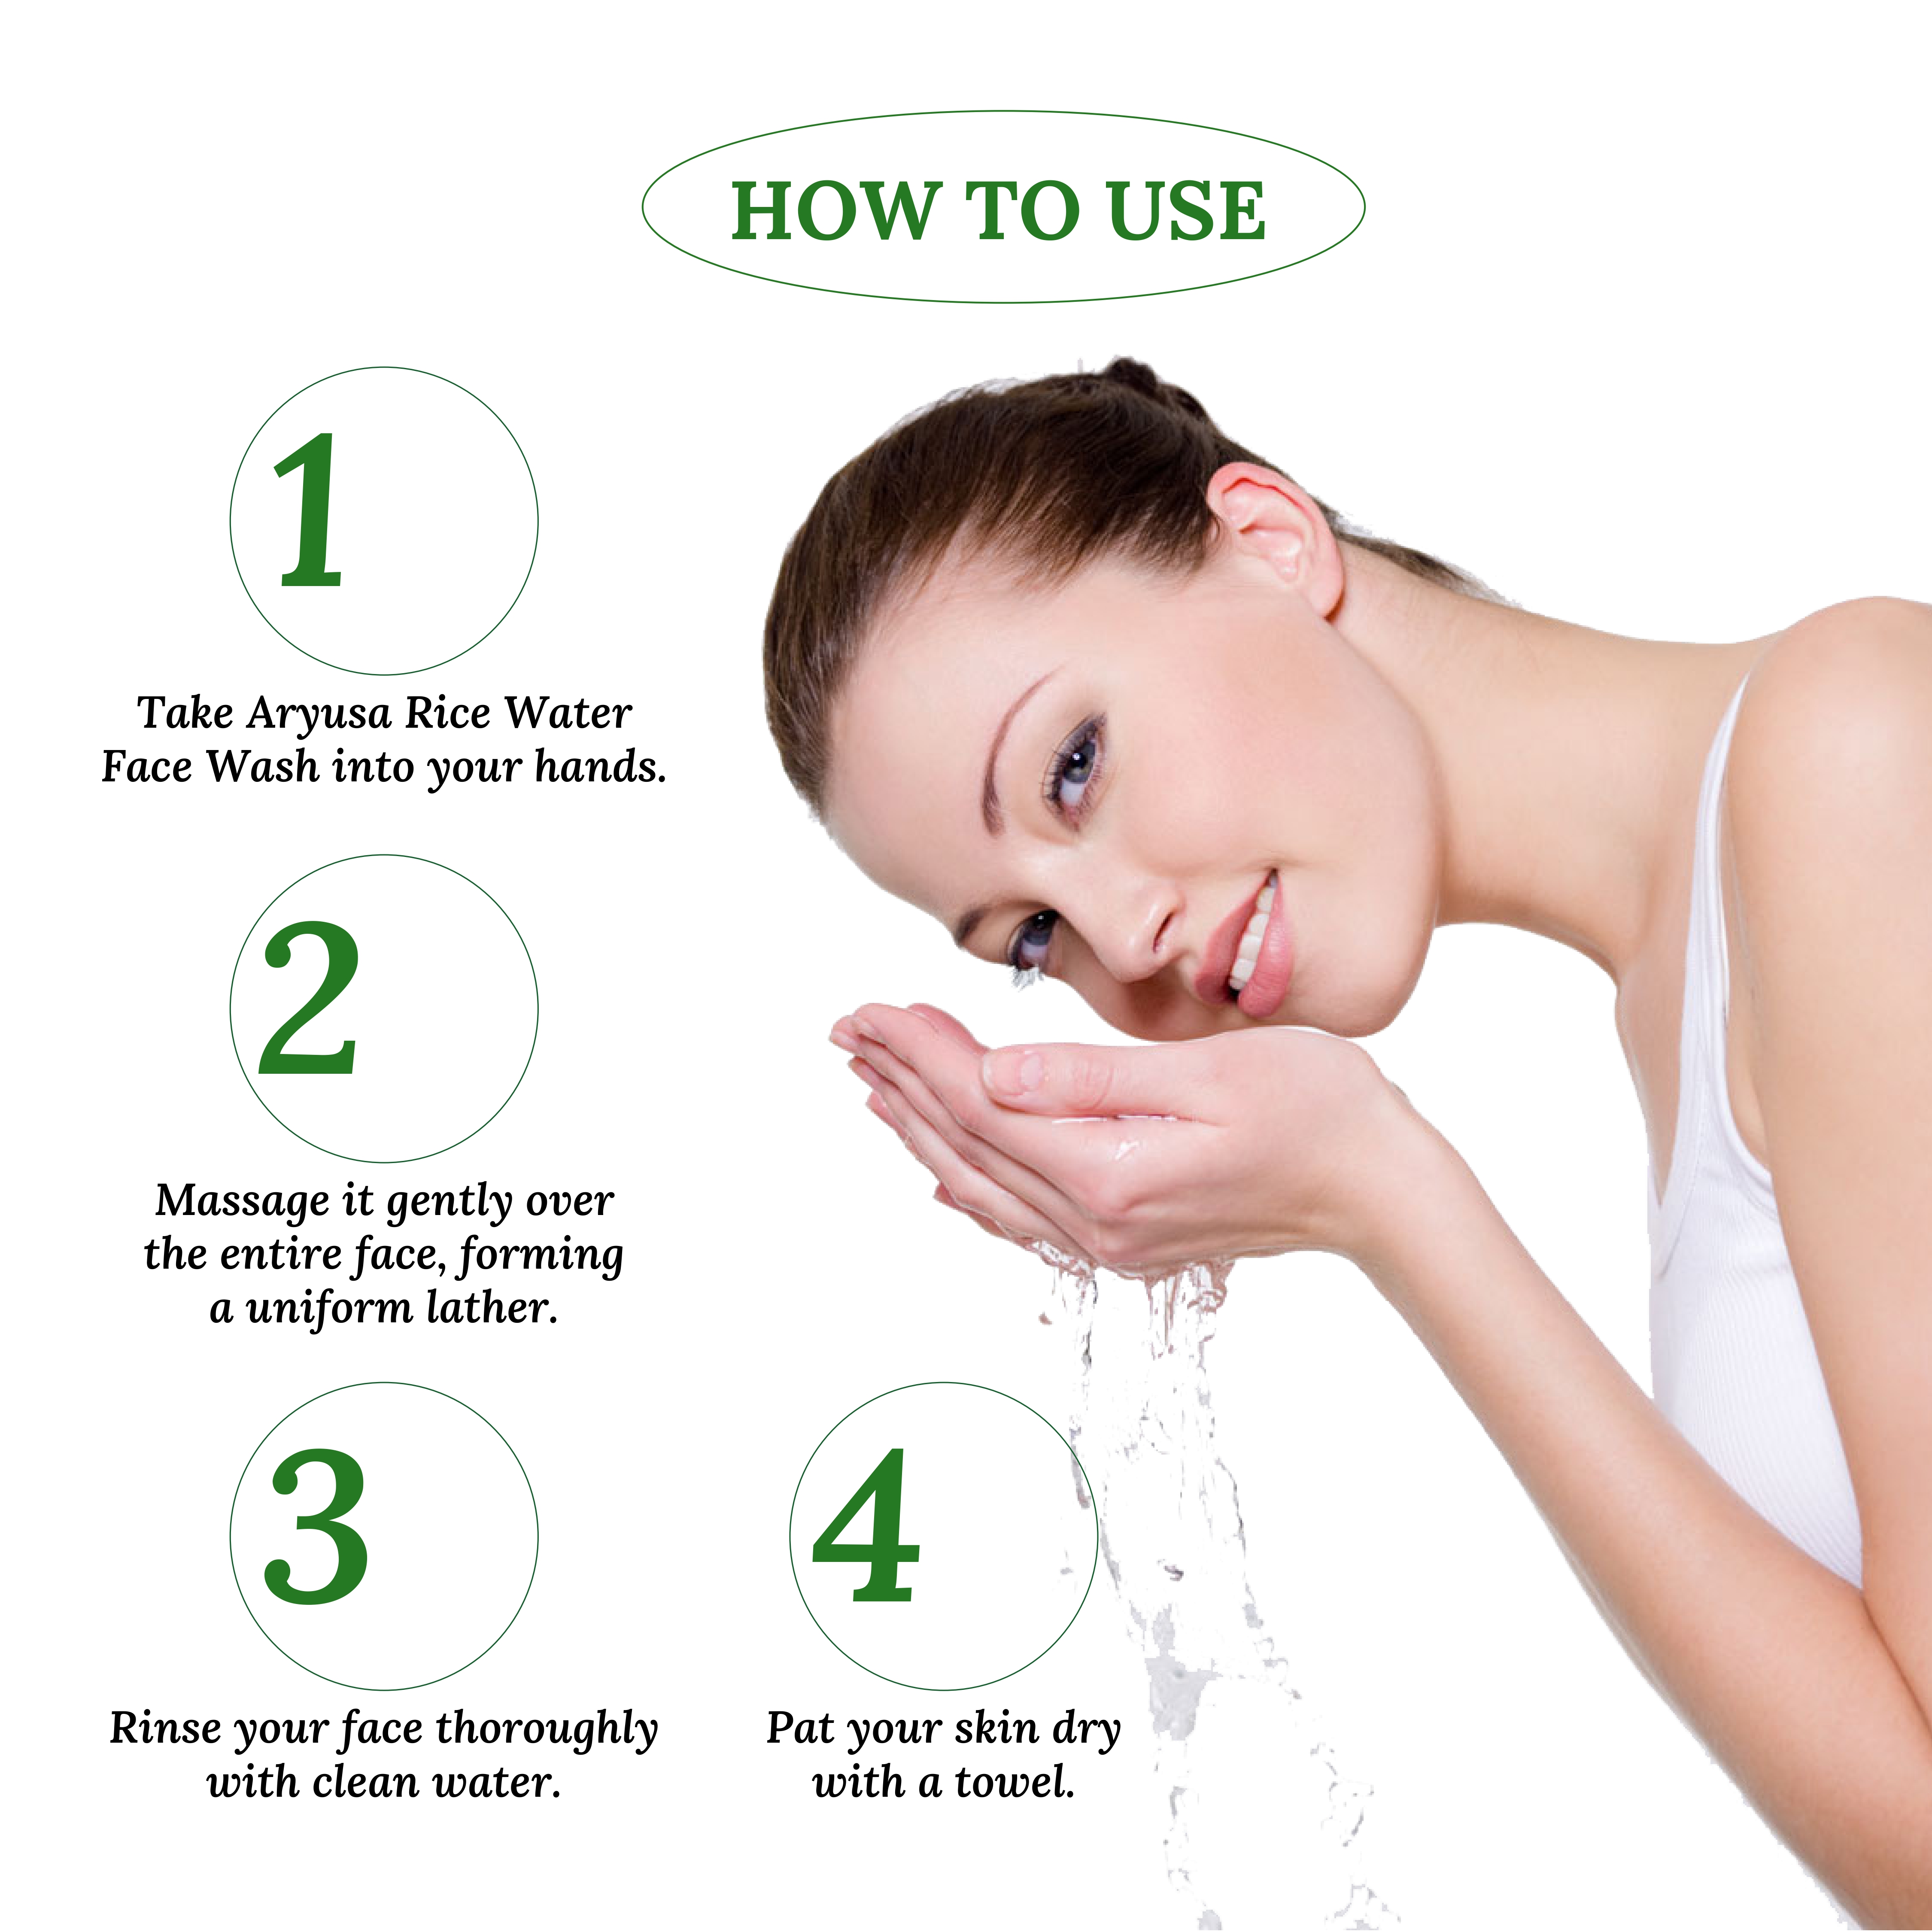 HOW TO USE
1
Take Aryusa Rice Water
Face Wash into your hands.
2
Massage it gently over
the entire face, forming
a uniform lather.
3
Rinse your face thoroughly
with clean water.
4
Pat your skin dry
with a towel.